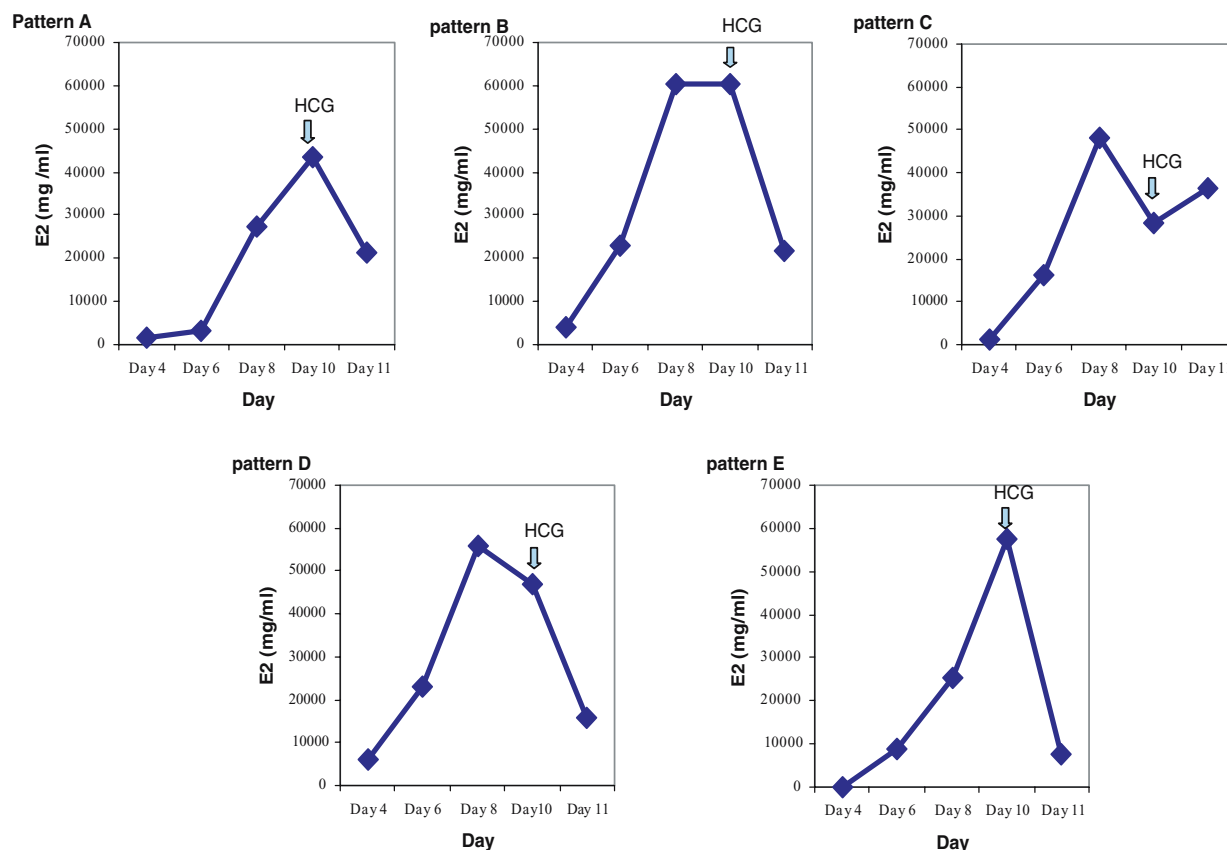 Pattern A
HCG
E2 (mg /ml)
70000
60000
50000
40000
30000
20000
10000
0
Day 4 Day 6 Day 8 Day 10 Day 11
Day
pattern B
HCG
E2 (mg/ml)
70000
60000
50000
40000
30000
20000
10000
0
Day 4 Day 6 Day 8 Day 10 Day 11
Day
pattern C
HCG
E2 (mg/ml)
70000
60000
50000
40000
30000
20000
10000
0
Day 4 Day 6 Day 8 Day 10 Day 1
Day
pattern D
HCG
E2 (mg/ml)
70000
60000
50000
40000
30000
20000
10000
0
Day 4 Day 6 Day 8 Day10 Day 11
Day
pattern E
HCG
E2 (mg/ml)
70000
60000
50000
40000
30000
20000
10000
0
Day 4 Day 6 Day 8 Day 10 Day 11
Day